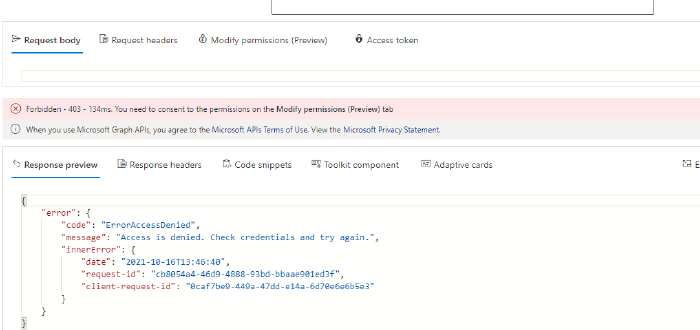 Request body Request headers Modify permissions (Preview) Access token
Forbidden - 403 - 134ms. You need to consent to the permissions on the Modify permissions (Preview) tab
When you use Microsoft Graph APIs, you agree to the Microsoft APIs Terms of Use. View the Microsoft Privacy Statement.
Response preview Response headers Code snippets Toolkit component Adaptive cards E
{
"error": {
"code": "ErrorAccessDenied",
"message": "Access is denied. Check credentials and try again.",
"innerError": {
"date": "2021-10-16T13:46:40",
"request-id": "cb8054a4-46d9-4888-93bd-bbaae901ed3f",
"client-request-id": "0caf7be9-449a-47dd-e14a-6d70e6e6b5e3"
}
}
}